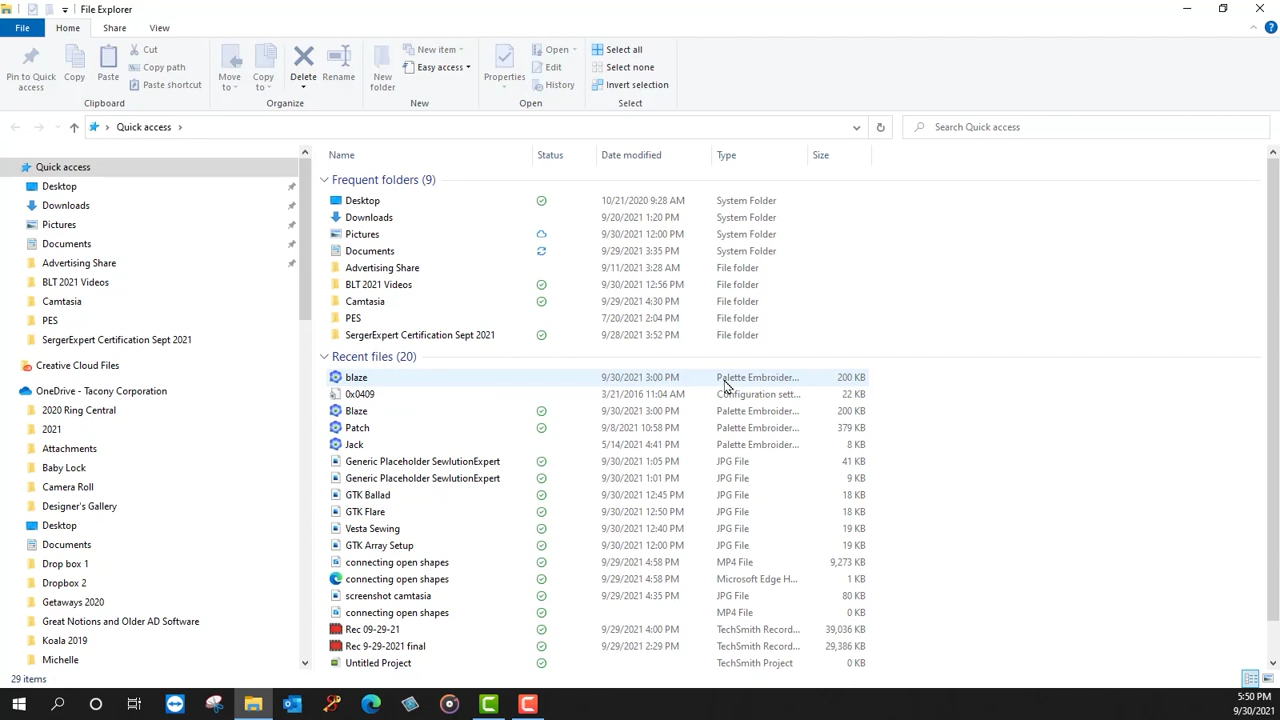 File Explorer
File Home Share View
Pin to Quick access
Copy
Paste
Cut
Copy path
Paste shortcut
Clipboard
Move to
Copy to
Delete
Rename
Organize
New folder
New item
Easy access
New
Properties
Open
Edit
History
Open
Select all
Select none
Invert selection
Select
Quick access
Search Quick access
Quick access
Desktop
Downloads
Pictures
Documents
Advertising Share
BLT 2021 Videos
Camtasia
PES
SergerExpert Certification Sept 2021
Creative Cloud Files
OneDrive - Tacony Corporation
2020 Ring Central
2021
Attachments
Baby Lock
Camera Roll
Designer's Gallery
Desktop
Documents
Drop box 1
Dropbox 2
Getaways 2020
Great Notions and Older AD Software
Koala 2019
Michelle
Name Status Date modified Type Size
Frequent folders (9)
Desktop 10/21/2020 9:28 AM System Folder
Downloads 9/20/2021 1:20 PM System Folder
Pictures 9/30/2021 12:00 PM System Folder
Documents 9/29/2021 3:35 PM System Folder
Advertising Share 9/11/2021 3:28 AM File folder
BLT 2021 Videos 9/30/2021 12:56 PM File folder
Camtasia 9/29/2021 4:30 PM File folder
PES 7/20/2021 2:04 PM File folder
SergerExpert Certification Sept 2021 9/28/2021 3:52 PM File folder
Recent files (20)
blaze 9/30/2021 3:00 PM Palette Embroider... 200 KB
0x0409 3/21/2016 11:04 AM Configuration sett... 22 KB
Blaze 9/30/2021 3:00 PM Palette Embroider... 200 KB
Patch 9/8/2021 10:58 PM Palette Embroider... 379 KB
Jack 5/14/2021 4:41 PM Palette Embroider... 8 KB
Generic Placeholder SewlutionExpert 9/30/2021 1:05 PM JPG File 41 KB
Generic Placeholder SewlutionExpert 9/30/2021 1:01 PM JPG File 9 KB
GTK Ballad 9/30/2021 12:45 PM JPG File 18 KB
GTK Flare 9/30/2021 12:50 PM JPG File 18 KB
Vesta Sewing 9/30/2021 12:40 PM JPG File 19 KB
GTK Array Setup 9/30/2021 12:00 PM JPG File 19 KB
connecting open shapes 9/29/2021 4:58 PM MP4 File 9,273 KB
connecting open shapes 9/29/2021 4:58 PM Microsoft Edge H... 1 KB
screenshot camtasia 9/29/2021 4:35 PM JPG File 80 KB
connecting open shapes MP4 File 0 KB
Rec 09-29-21 9/29/2021 4:00 PM TechSmith Record... 39,036 KB
Rec 9-29-2021 final 9/29/2021 2:29 PM TechSmith Record... 29,386 KB
Untitled Project TechSmith Project 0 KB
29 items
5:50 PM
9/30/2021